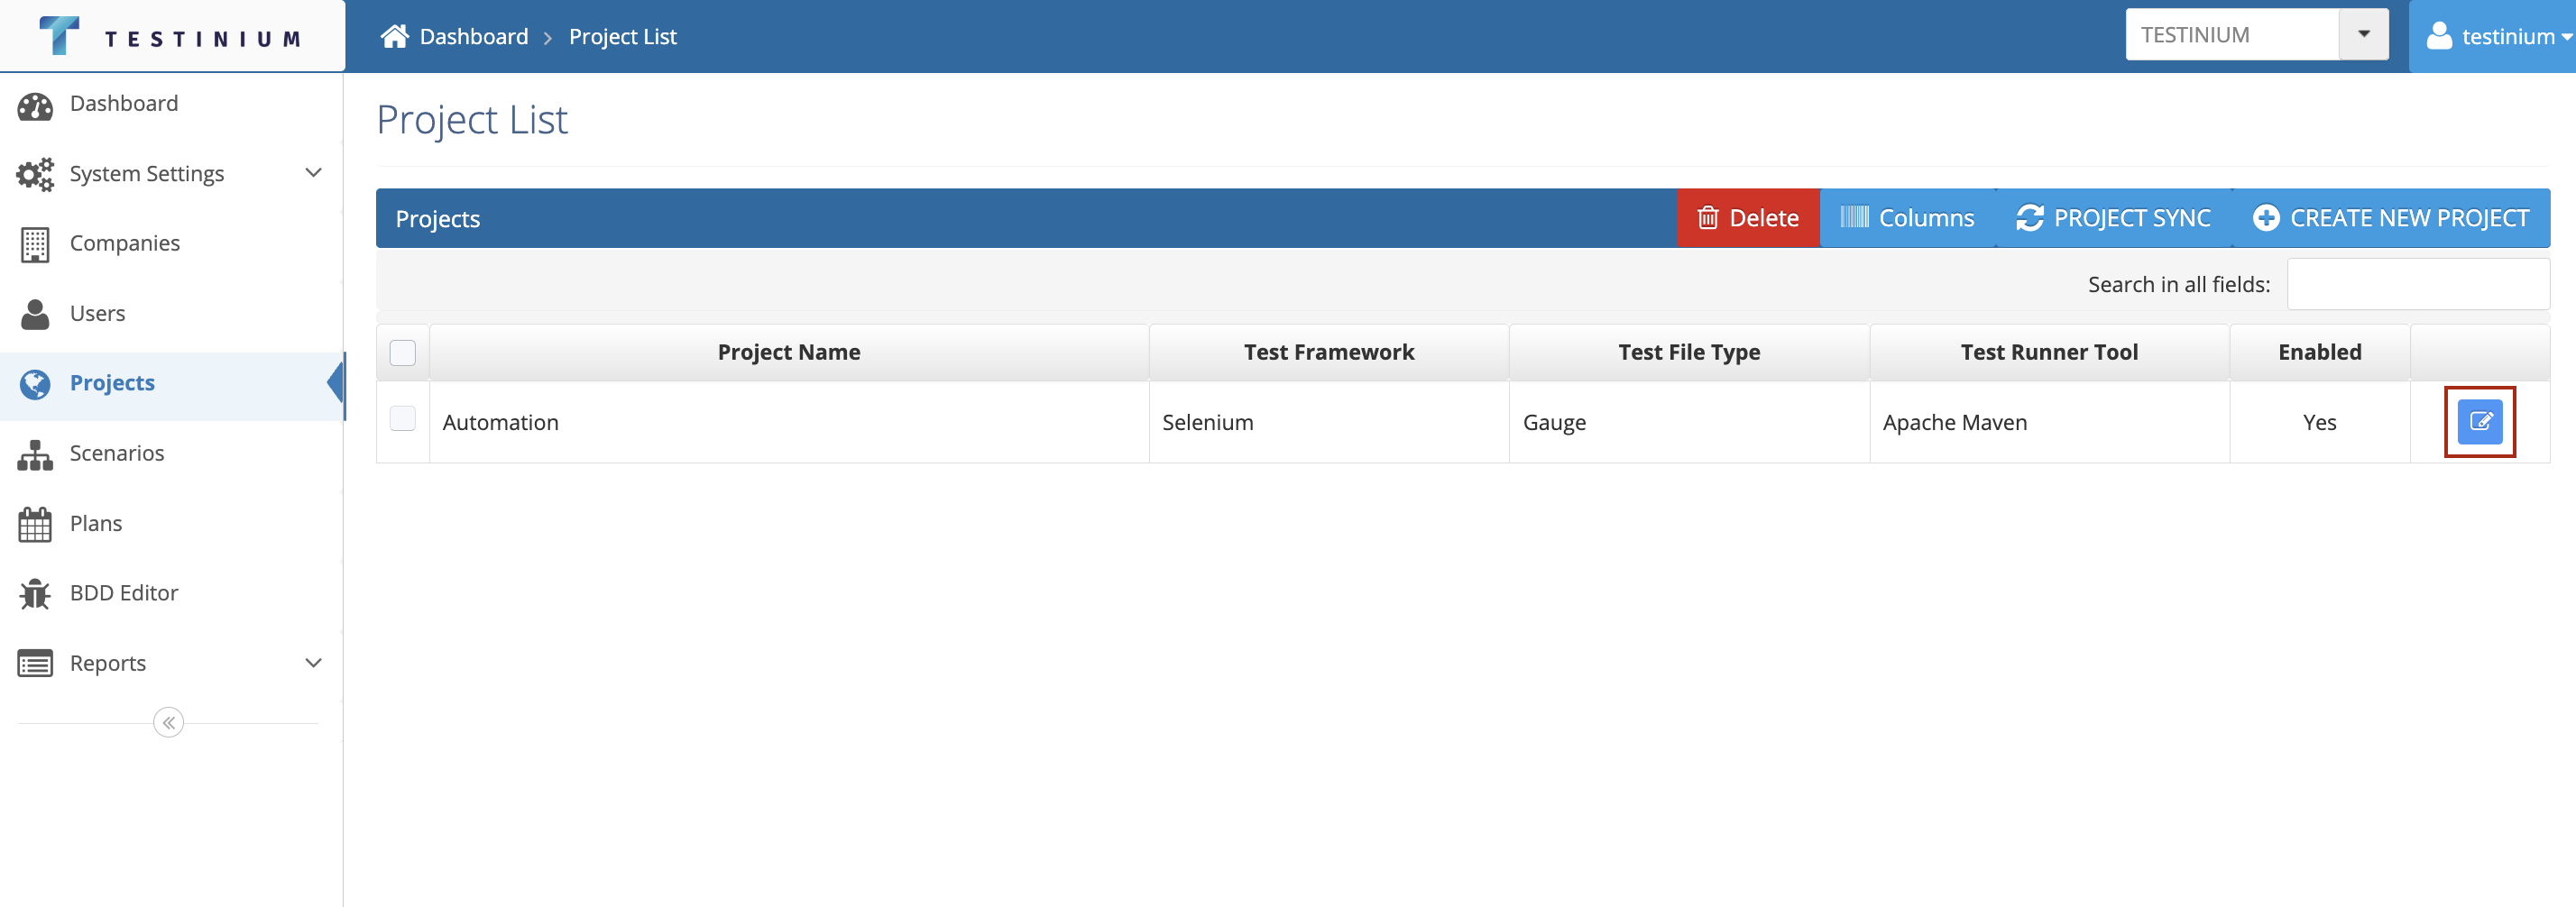 TESTINIUM
Dashboard > Project List
TESTINIUM
testinium
Dashboard
System Settings
Companies
Users
Projects
Scenarios
Plans
BDD Editor
Reports
Project List
Projects
Delete
Columns
PROJECT SYNC
CREATE NEW PROJECT
Search in all fields:
Project Name Test Framework Test File Type Test Runner Tool Enabled
Automation Selenium Gauge Apache Maven Yes